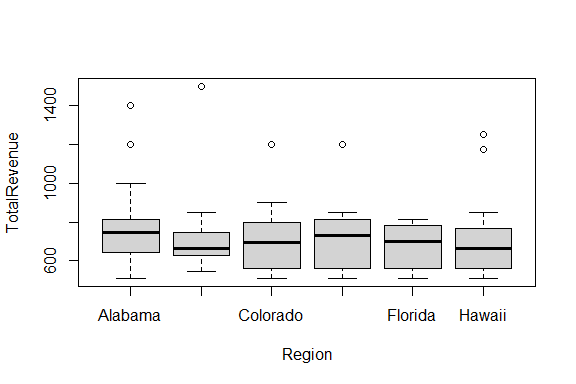 TotalRevenue
1400
1000
600
Alabama Colorado Florida Hawaii
Region